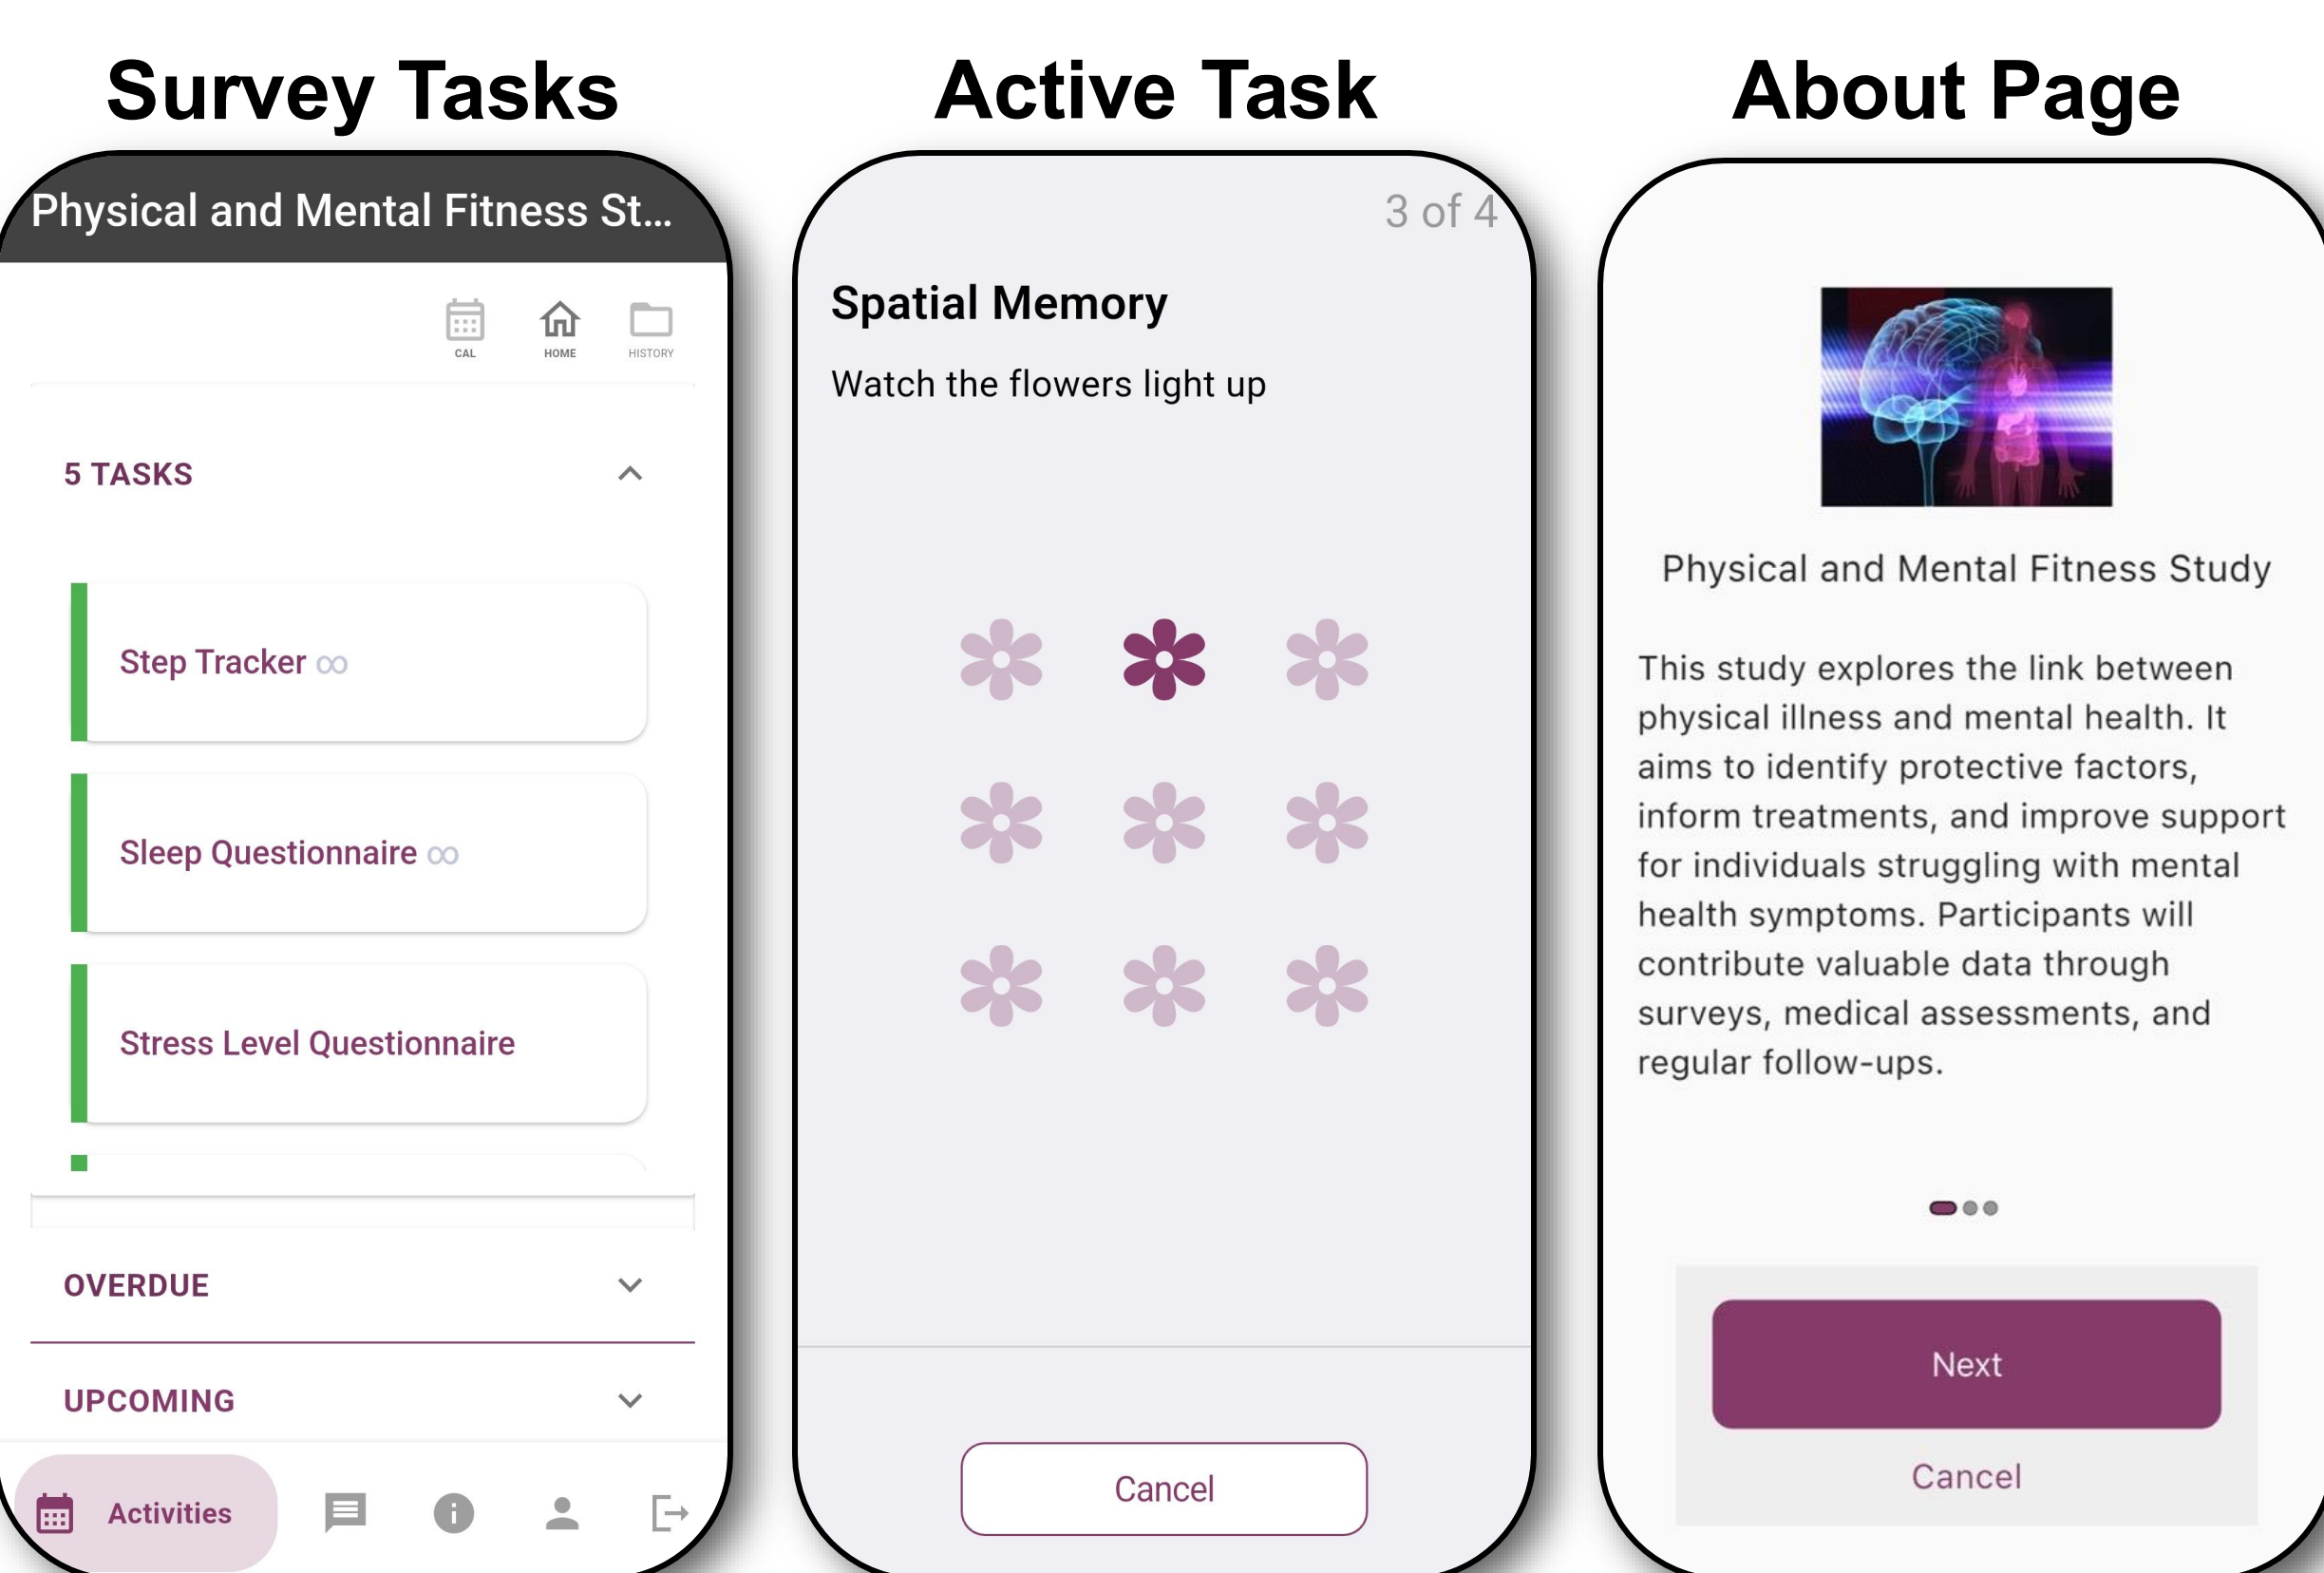 Survey Tasks
Physical and Mental Fitness St...
CAL
HOME
HISTORY
5 TASKS
Step Tracker ∞
Sleep Questionnaire ∞
Stress Level Questionnaire
OVERDUE
UPCOMING
Activities
Active Task
3 of 4
Spatial Memory
Watch the flowers light up
Cancel
About Page
Physical and Mental Fitness Study
This study explores the link between
physical illness and mental health. It
aims to identify protective factors,
inform treatments, and improve support
for individuals struggling with mental
health symptoms. Participants will
contribute valuable data through
surveys, medical assessments, and
regular follow-ups.
Next
Cancel